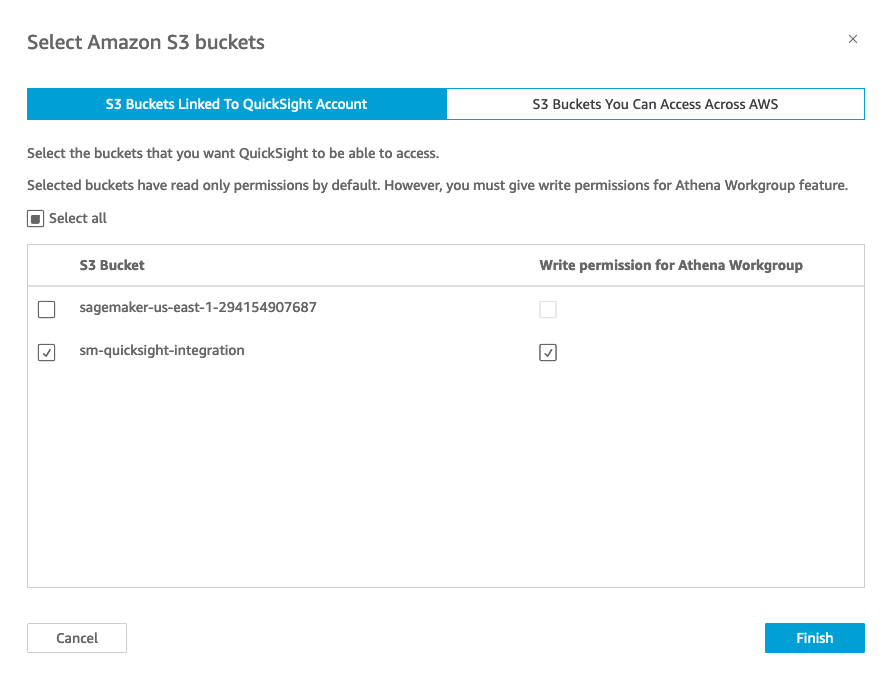 Select Amazon S3 buckets
S3 Buckets Linked To QuickSight Account
S3 Buckets You Can Access Across AWS
Select the buckets that you want QuickSight to be able to access.
Selected buckets have read only permissions by default. However, you must give write permissions for Athena Workgroup feature.
Select all
S3 Bucket
Write permission for Athena Workgroup
sagemaker-us-east-1-294154907687
sm-quicksight-integration
Cancel
Finish